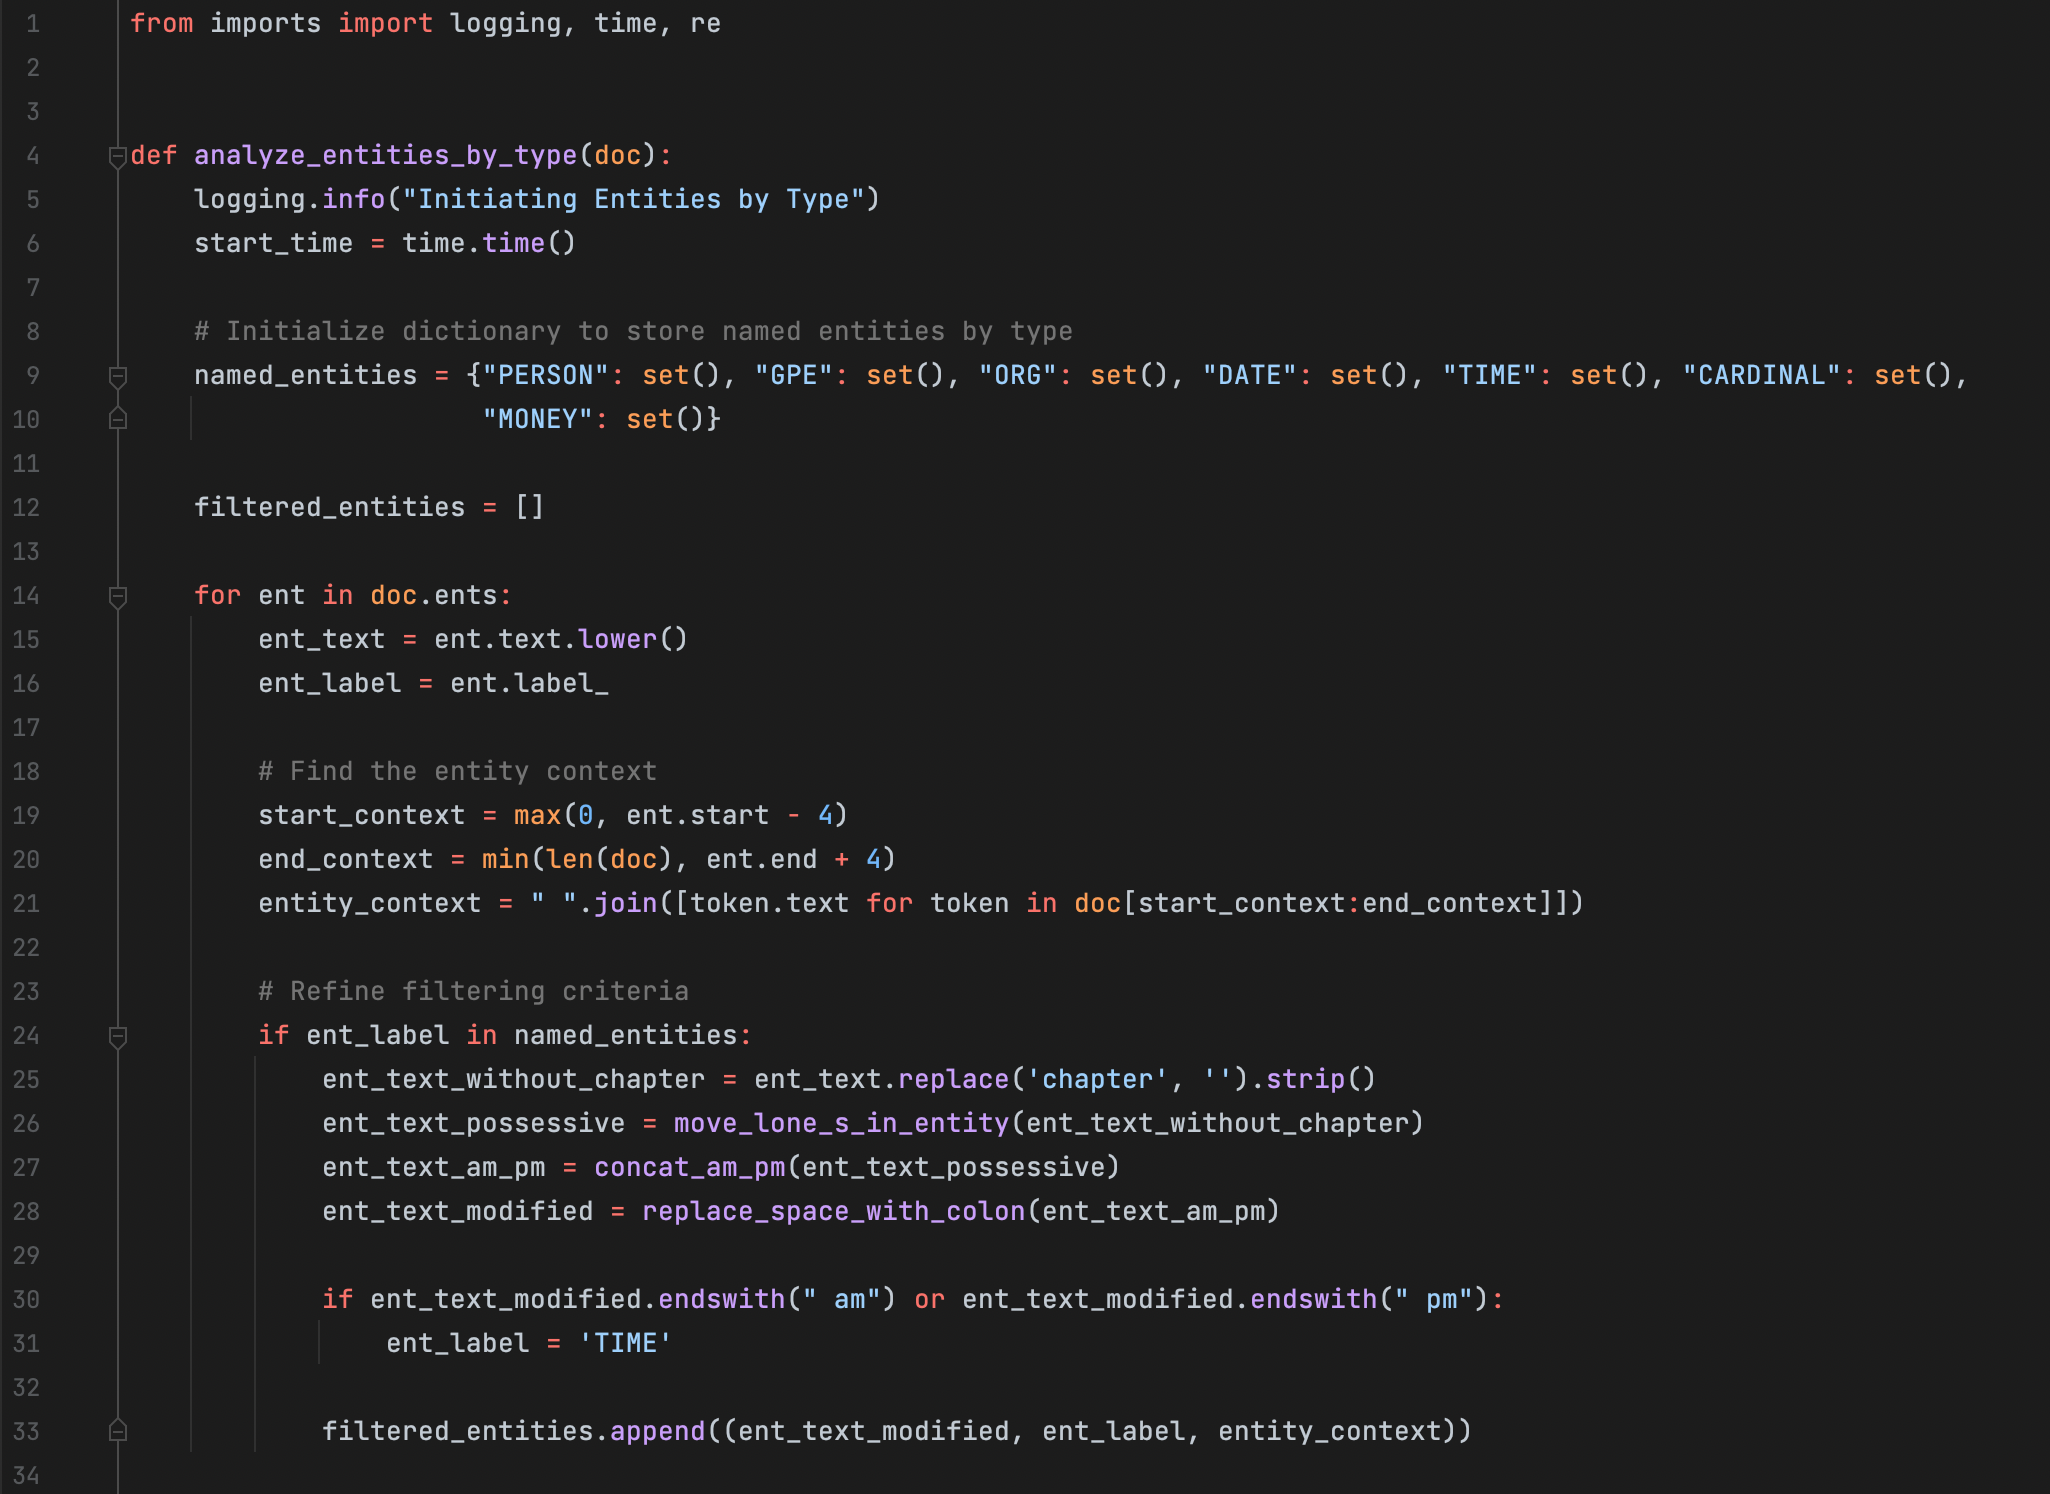 1 from imports import logging, time, re
2
3
4 def analyze_entities_by_type(doc):
5     logging.info("Initiating Entities by Type")
6     start_time = time.time()
7
8     # Initialize dictionary to store named entities by type
9     named_entities = {"PERSON": set(), "GPE": set(), "ORG": set(), "DATE": set(), "TIME": set(), "CARDINAL": set(),
10                       "MONEY": set()}
11
12     filtered_entities = []
13
14     for ent in doc.ents:
15         ent_text = ent.text.lower()
16         ent_label = ent.label_
17
18         # Find the entity context
19         start_context = max(0, ent.start - 4)
20         end_context = min(len(doc), ent.end + 4)
21         entity_context = " ".join([token.text for token in doc[start_context:end_context]])
22
23         # Refine filtering criteria
24         if ent_label in named_entities:
25             ent_text_without_chapter = ent_text.replace('chapter', '').strip()
26             ent_text_possessive = move_lone_s_in_entity(ent_text_without_chapter)
27             ent_text_am_pm = concat_am_pm(ent_text_possessive)
28             ent_text_modified = replace_space_with_colon(ent_text_am_pm)
29
30             if ent_text_modified.endswith(" am") or ent_text_modified.endswith(" pm"):
31                 ent_label = 'TIME'
32
33             filtered_entities.append((ent_text_modified, ent_label, entity_context))
34